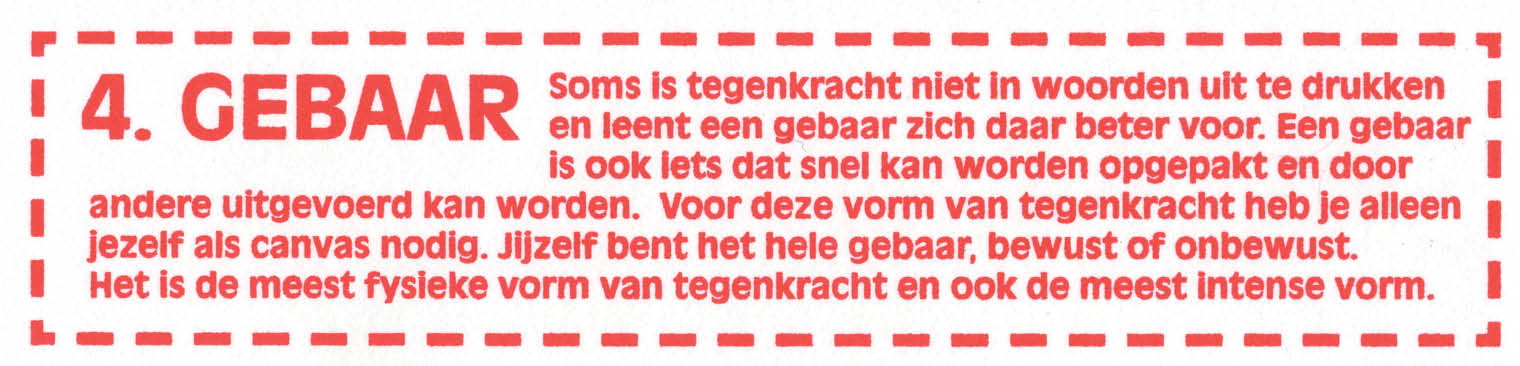 4. GEBAAR
Soms is tegenkracht niet in woorden uit te drukken
en leent een gebaar zich daar beter voor. Een gebaar
is ook iets dat snel kan worden opgepakt en door
andere uitgevoerd kan worden. Voor deze vorm van tegenkracht heb je alleen
jezelf als canvas nodig. Jijzelf bent het hele gebaar, bewust of onbewust.
Het is de meest fysieke vorm van tegenkracht en ook de meest intense vorm.